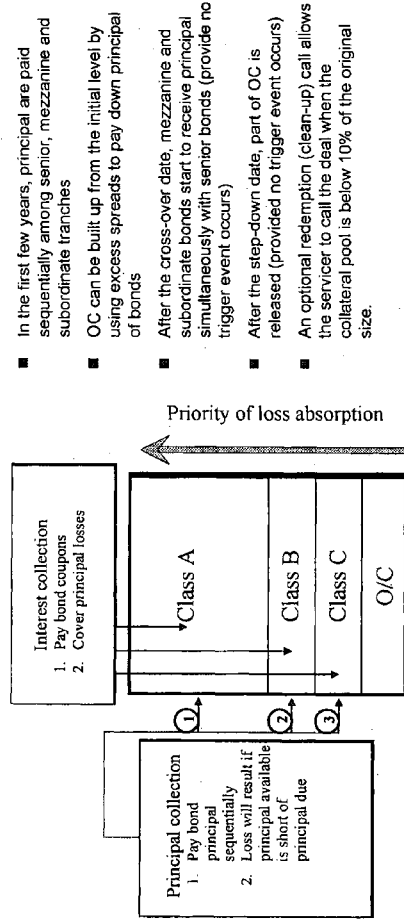 Interest collection
1. Pay bond coupons
2. Cover principal losses
Principal collection
1. Pay bond
principal
sequentially
2. Loss will result if
principal available
is short of
principal due
1
2
3
Class A
Class B
Class C
O/C
Priority of loss absorption
■ In the first few years, principal are paid
sequentially among senior, mezzanine and
subordinate tranches
■ OC can be built up from the initial level by
using excess spreads to pay down principal
of bonds
■ After the cross-over date, mezzanine and
subordinate bonds start to receive principal
simultaneously with senior bonds (provide no
trigger event occurs)
■ After the step-down date, part of OC is
released (provided no trigger event occurs)
■ An optional redemption (clean-up) call allows
the servicer to call the deal when the
collateral pool is below 10% of the original
size.